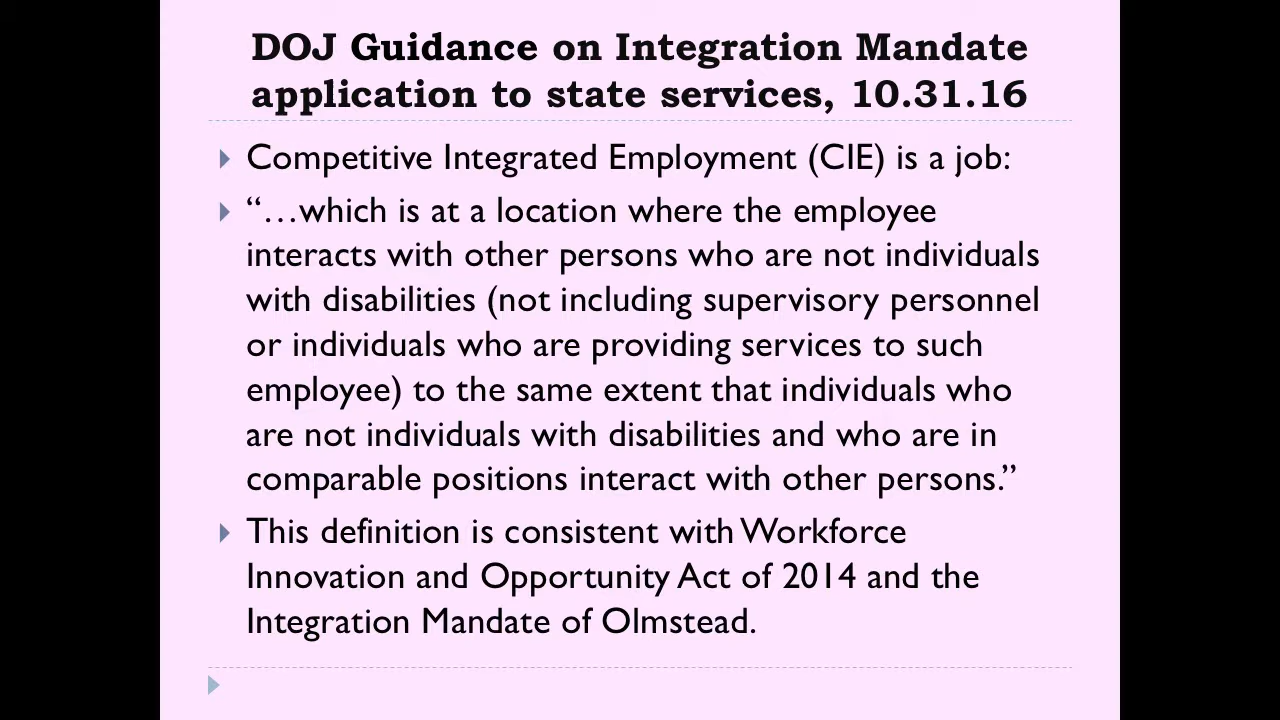 DOJ Guidance on Integration Mandate
application to state services, 10.31.16
Competitive Integrated Employment (CIE) is a job:
“…which is at a location where the employee
interacts with other persons who are not individuals
with disabilities (not including supervisory personnel
or individuals who are providing services to such
employee) to the same extent that individuals who
are not individuals with disabilities and who are in
comparable positions interact with other persons.”
This definition is consistent with Workforce
Innovation and Opportunity Act of 2014 and the
Integration Mandate of Olmstead.